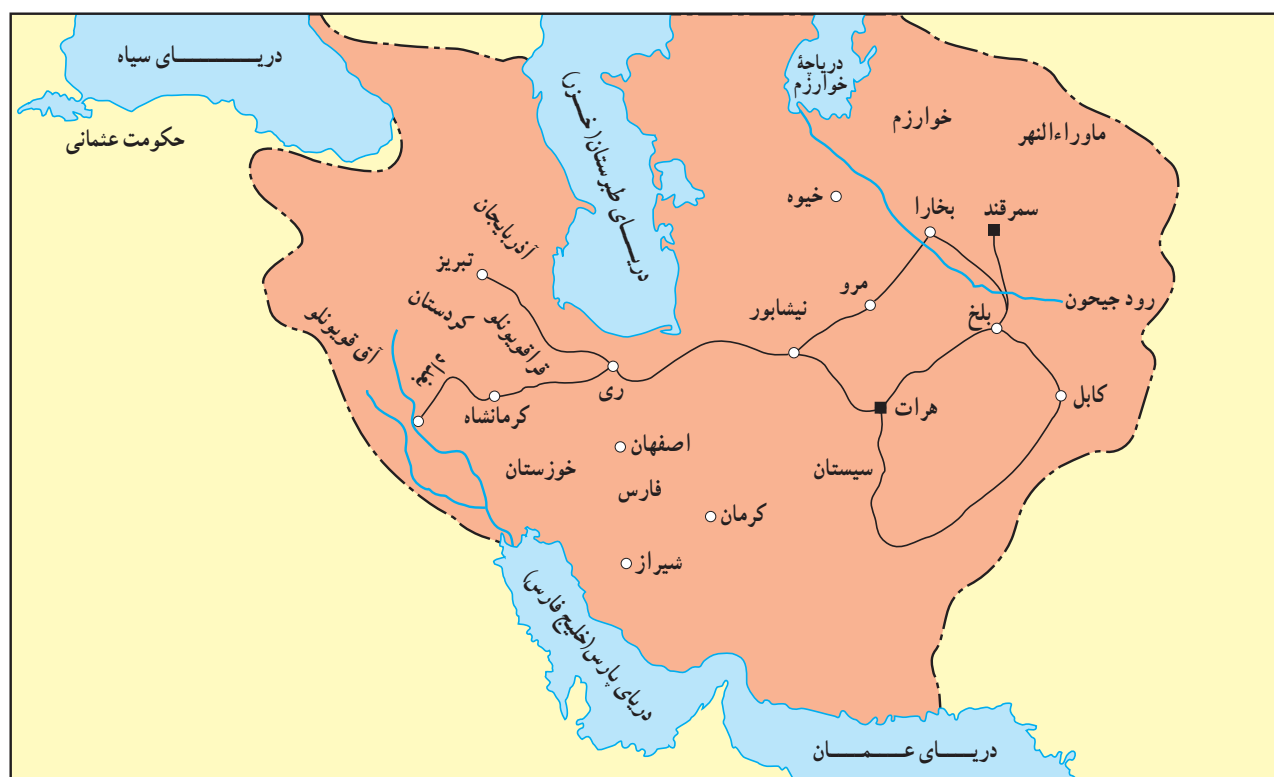 دریای سیاه
حکومت عثمانی
دریای طبرستان (خزر)
دریاچهٔ
خوارزم
خوارزم
ماوراءالنهر
خیوه
بخارا
سمرقند
رود جیحون
بلخ
مرو
نیشابور
هرات
کابل
سیستان
آذربایجان
تبریز
کردستان
قراقویونلو
آق قویونلو
بغداد
کرمانشاه
ری
اصفهان
خوزستان
فارس
کرمان
شیراز
دریای پارس (خلیج فارس)
دریای عمان